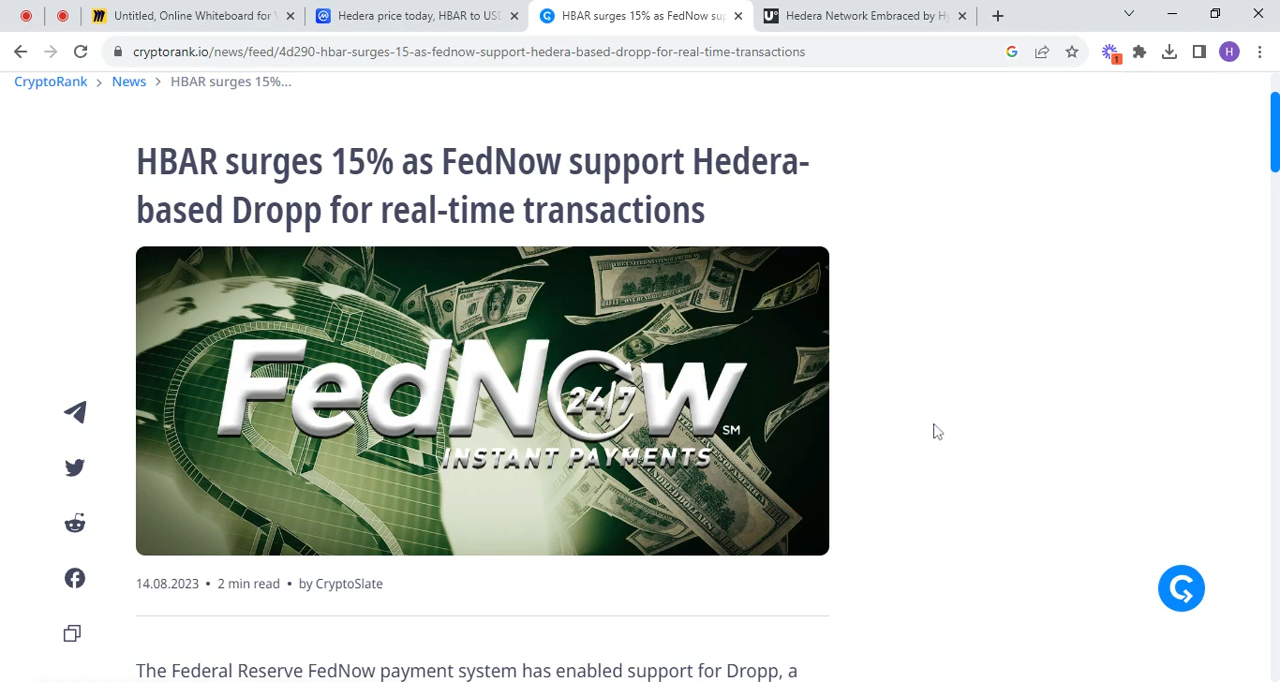 Untitled, Online Whiteboard for
Hedera price today, HBAR to USD
HBAR surges 15% as FedNow sup
Hedera Network Embraced by Hy
cryptorank.io/news/feed/4d290-hbar-surges-15-as-fednow-support-hedera-based-dropp-for-real-time-transactions
1
H
CryptoRank > News > HBAR surges 15%...
HBAR surges 15% as FedNow support Hedera-
based Dropp for real-time transactions
FedNow
24/7
SM
INSTANT PAYMENTS
14.08.2023 • 2 min read • by CryptoSlate
The Federal Reserve FedNow payment system has enabled support for Dropp, a